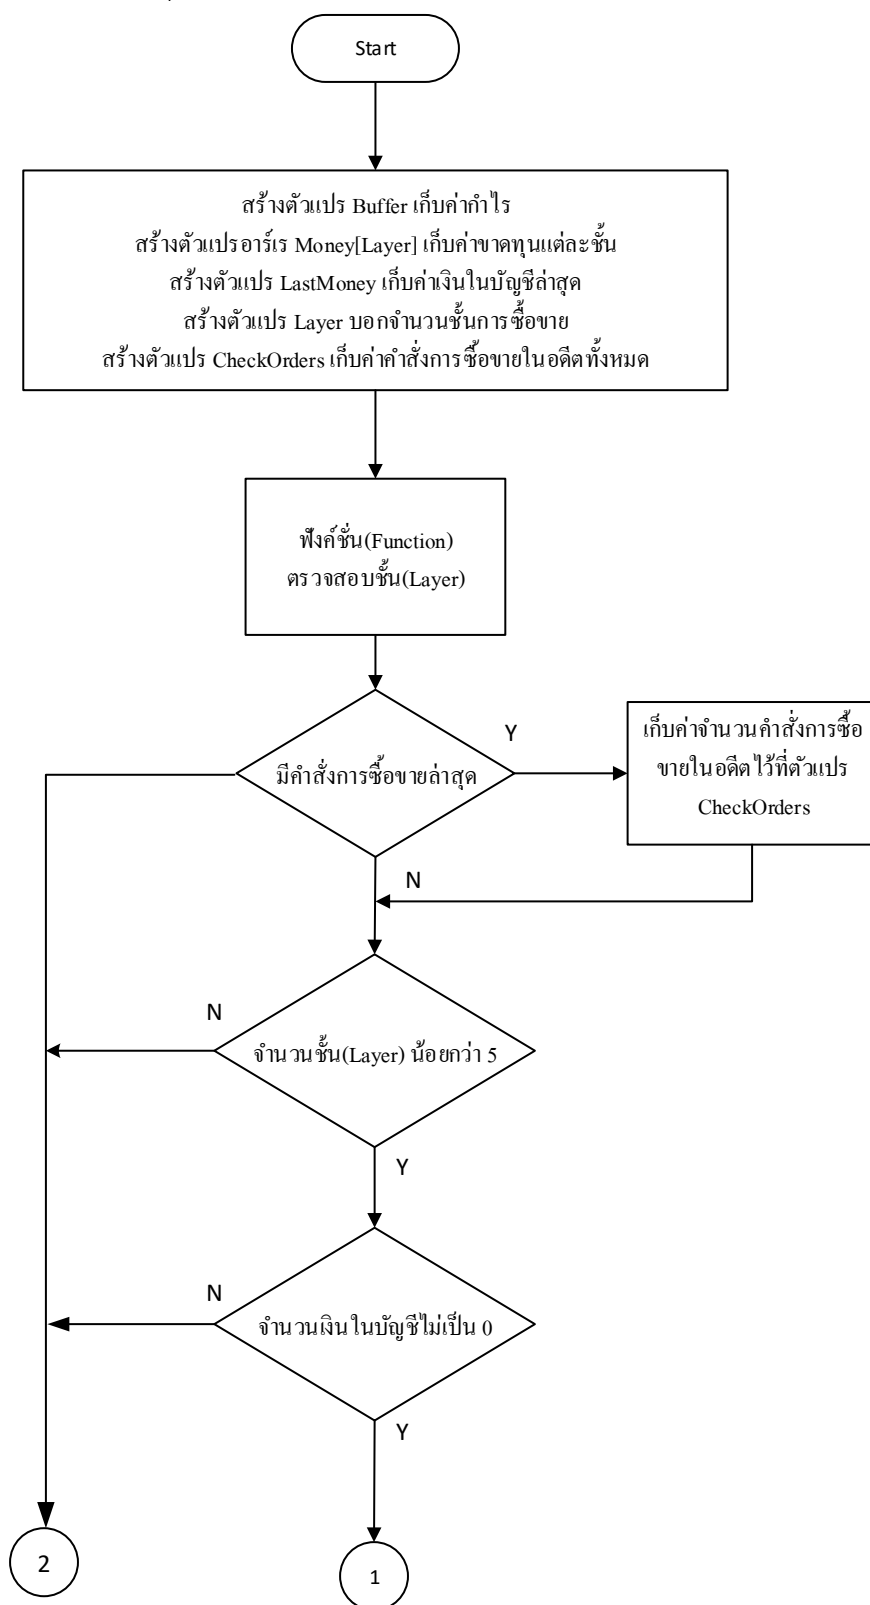 Start
สร้างตัวแปร Buffer เก็บค่ากำไร
สร้างตัวแปรอาร์เร Money[Layer] เก็บค่าขาดทุนแต่ละชั้น
สร้างตัวแปร LastMoney เก็บค่าเงินในบัญชีล่าสุด
สร้างตัวแปร Layer บอกจำนวนชั้นการซื้อขาย
สร้างตัวแปร CheckOrders เก็บค่าคำสั่งการซื้อขายในอดีตทั้งหมด
ฟังค์ชั่น(Function)
ตรวจสอบชั้น(Layer)
มีคำสั่งการซื้อขายล่าสุด
Y
เก็บค่าจำนวนคำสั่งการซื้อ
ขายในอดีตไว้ที่ตัวแปร
CheckOrders
N
N
จำนวนชั้น(Layer) น้อยกว่า 5
Y
N
จำนวนเงินในบัญชีไม่เป็น 0
Y
2
1